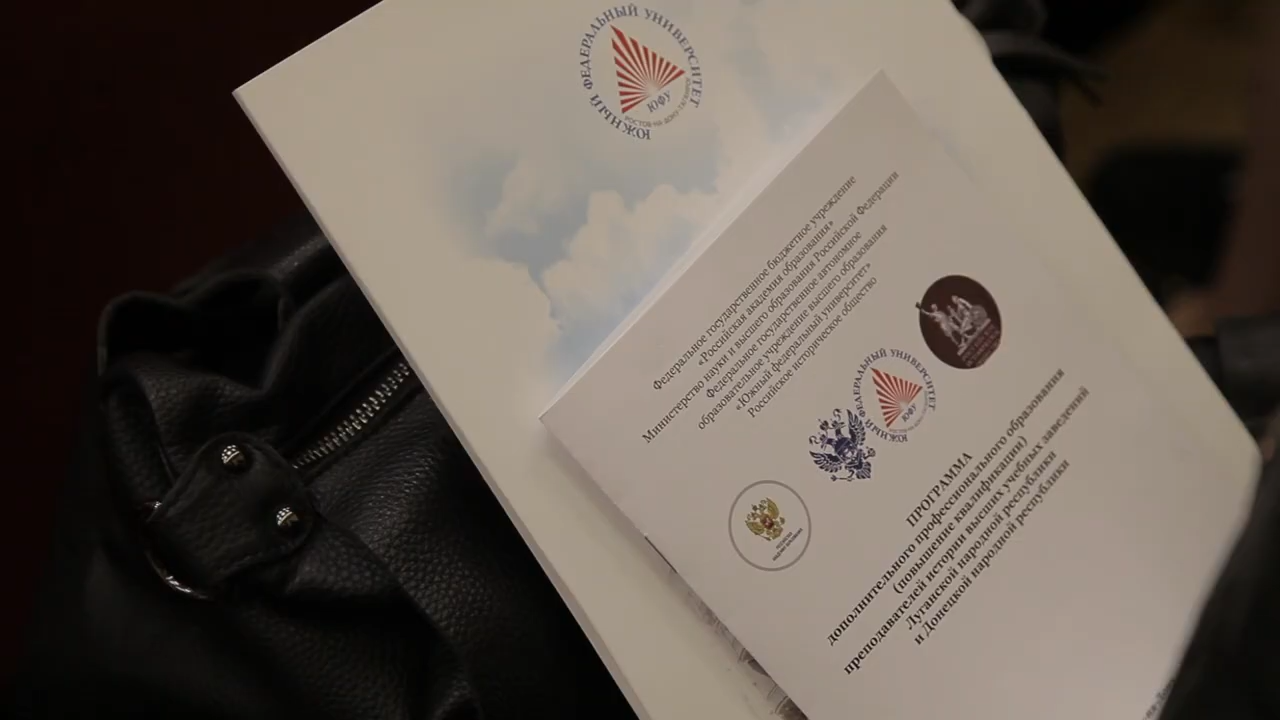 ЮЖНЫЙ ФЕДЕРАЛЬНЫЙ УНИВЕРСИТЕТ
ЮФУ
Федеральное государственное бюджетное учреждение
«Российская академия образования»
Министерство науки и высшего образования Российской Федерации
Федеральное государственное автономное
образовательное учреждение высшего образования
«Южный федеральный университет»
Российское историческое общество
ЮЖНЫЙ ФЕДЕРАЛЬНЫЙ УНИВЕРСИТЕТ
ЮФУ
ПРОГРАММА
дополнительного профессионального образования
(повышение квалификации)
преподавателей истории высших учебных заведений
Луганской народной республики
и Донецкой народной республики